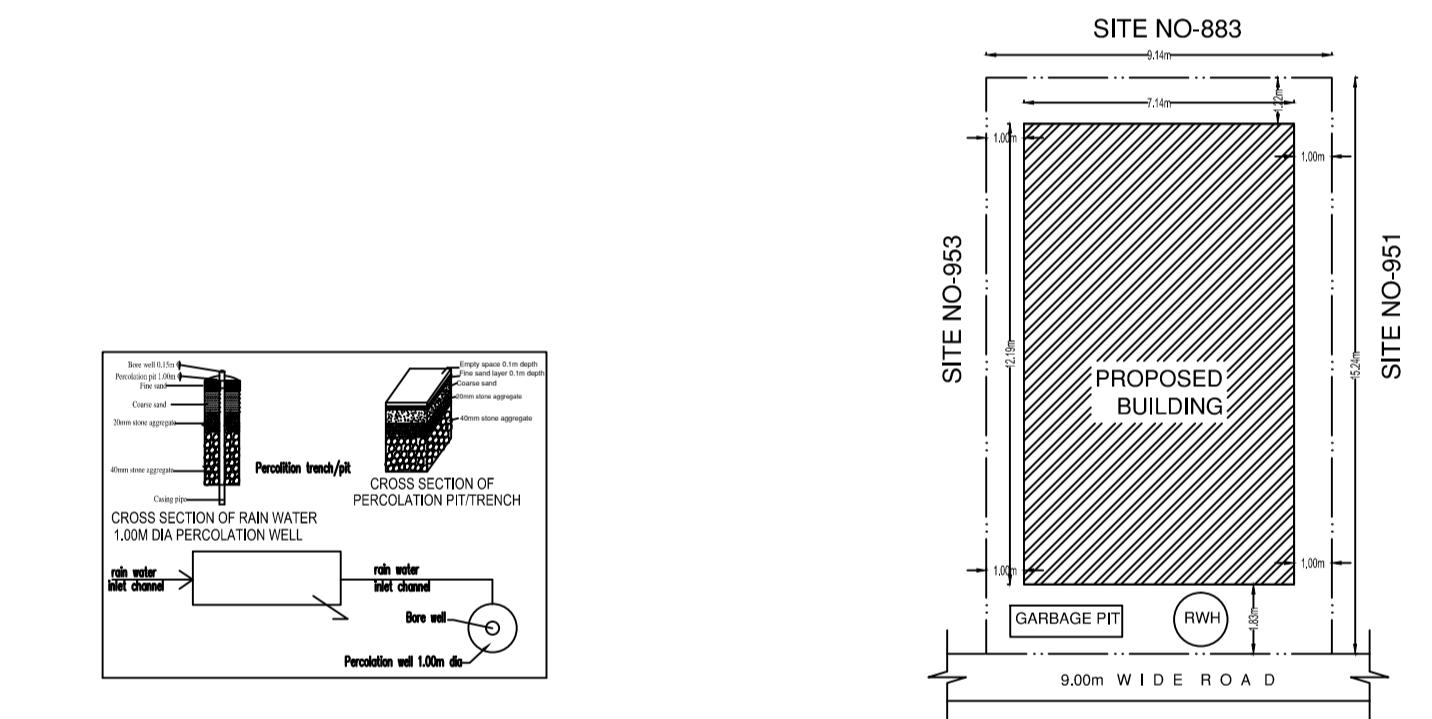 SITE NO-883
9.14m
7.14m
1.22m
1.00m
1.00m
SITE NO-953
SITE NO-951
12.19m
15.24m
PROPOSED
BUILDING
1.00m
1.00m
GARBAGE PIT
RWH
1.83m
9.00m WIDE ROAD
Bore well 0.15m
Percolation pit 1.00m
Fine sand
Coarse sand
20mm stone aggregate
40mm stone aggregate
Casing pipe
Percolition trench/pit
Empty space 0.1m depth
Fine sand layer 0.1m depth
Coarse sand
20mm stone aggregate
40mm stone aggregate
CROSS SECTION OF
PERCOLATION PIT/TRENCH
CROSS SECTION OF RAIN WATER
1.00M DIA PERCOLATION WELL
rain water
inlet channel
rain water
inlet channel
Bore well
Percolation well 1.00m dia